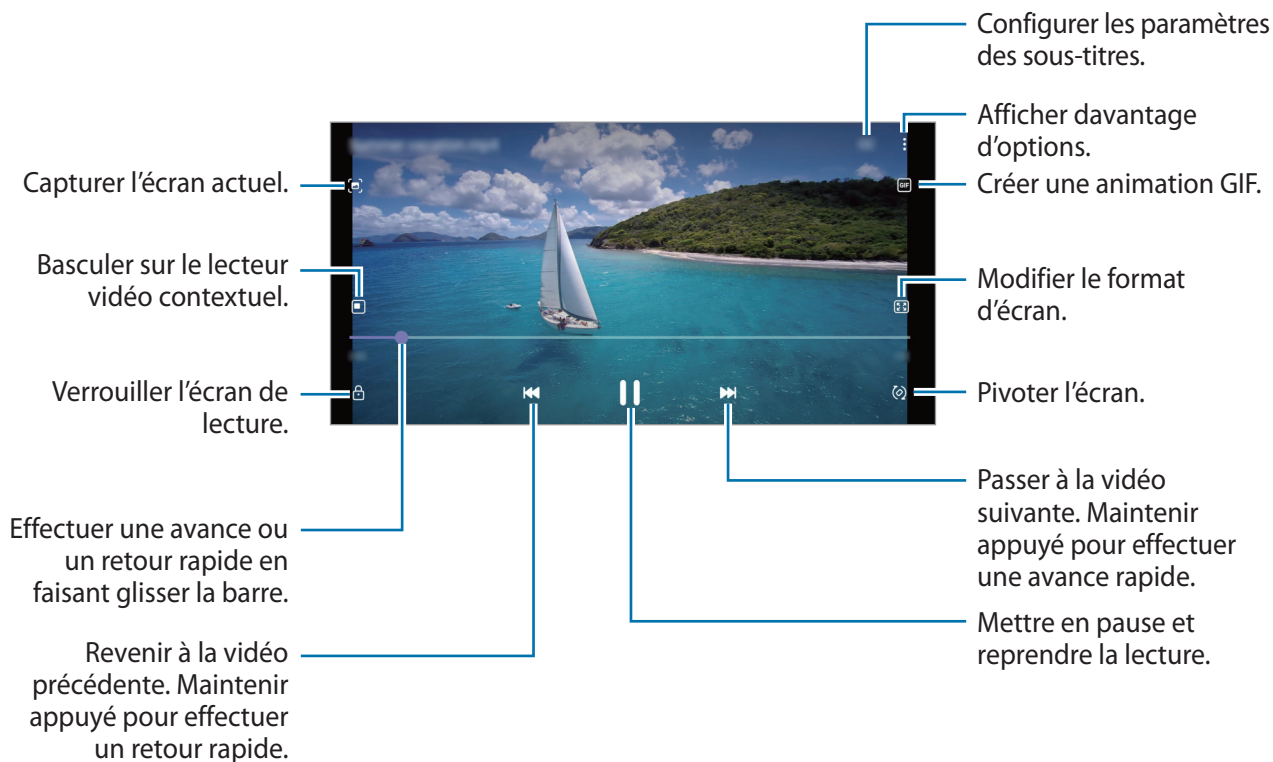 Configurer les paramètres
des sous-titres.
Afficher davantage
d’options.
Capturer l’écran actuel.
Créer une animation GIF.
GIF
Basculer sur le lecteur
vidéo contextuel.
Modifier le format
d’écran.
Verrouiller l’écran de
lecture.
Pivoter l’écran.
Effectuer une avance ou
un retour rapide en
faisant glisser la barre.
Passer à la vidéo
suivante. Maintenir
appuyé pour effectuer
une avance rapide.
Revenir à la vidéo
précédente. Maintenir
appuyé pour effectuer
un retour rapide.
Mettre en pause et
reprendre la lecture.